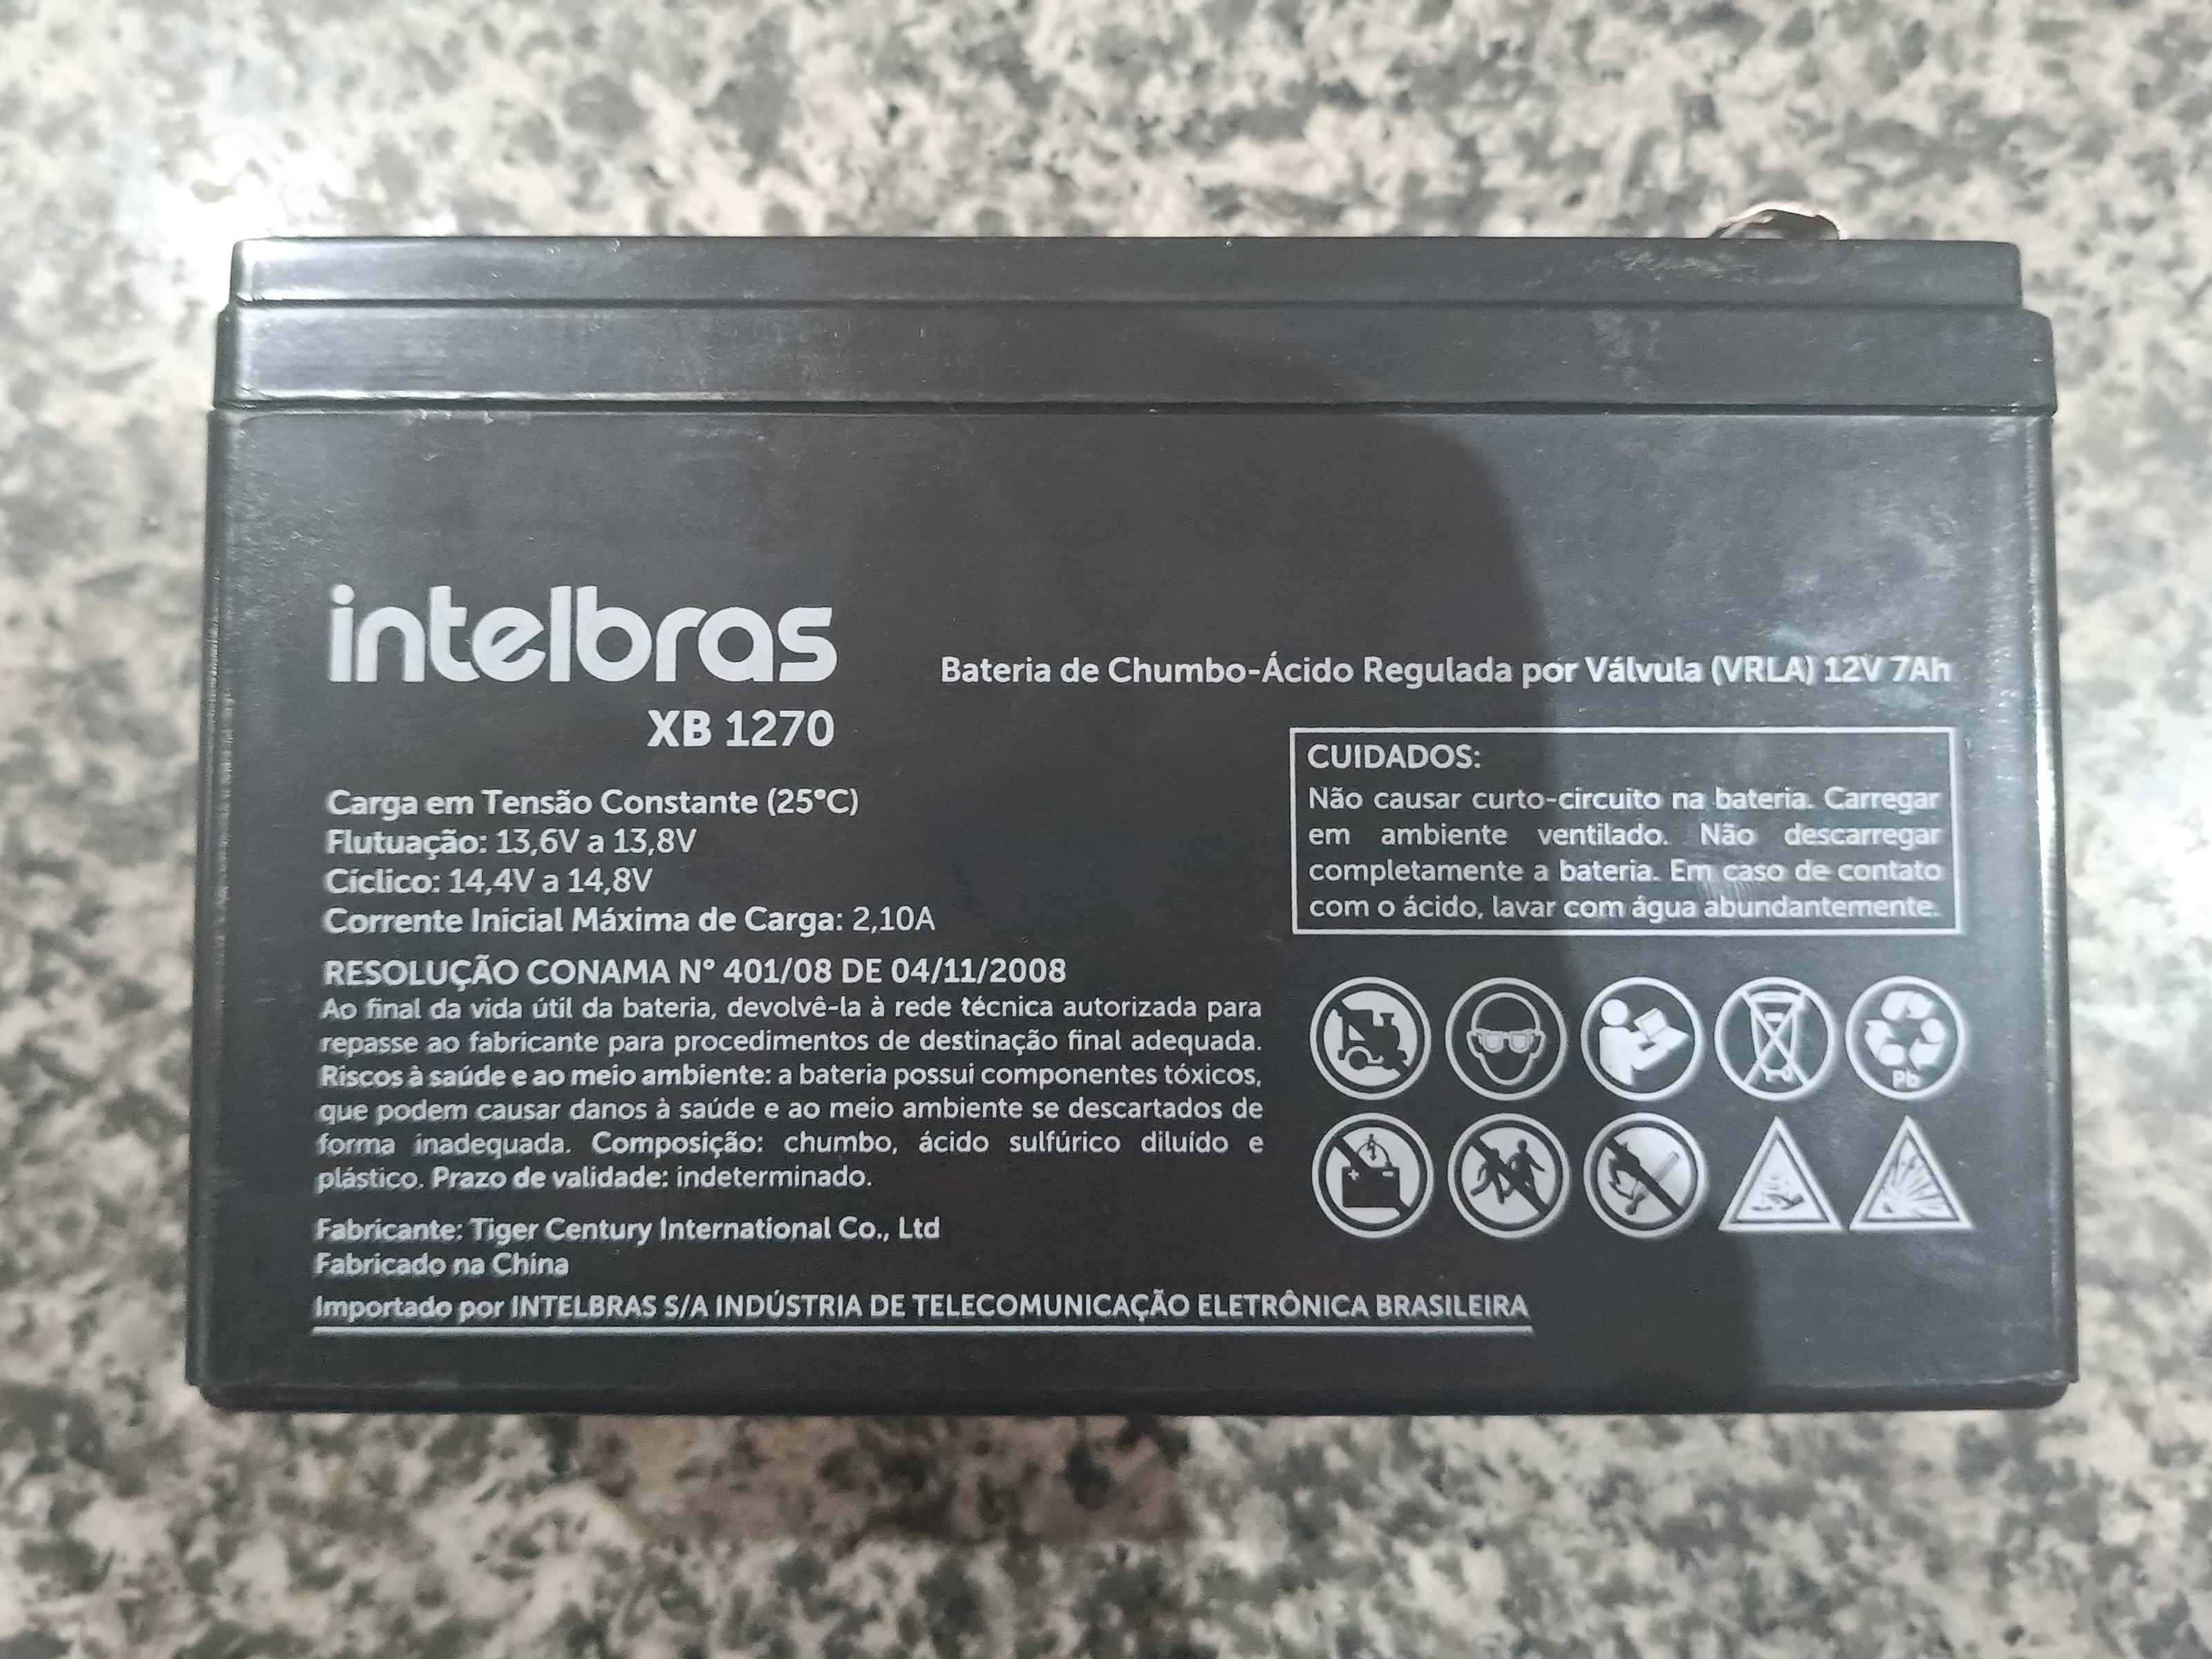 intelbras
XB 1270
Bateria de Chumbo-Ácido Regulada por Válvula (VRLA) 12V 7Ah
Carga em Tensão Constante (25°C)
Flutuação: 13,6V a 13,8V
Cíclico: 14,4V a 14,8V
Corrente Inicial Máxima de Carga: 2,10A
RESOLUÇÃO CONAMA N° 401/08 DE 04/11/2008
Ao final da vida útil da bateria, devolvê-la à rede técnica autorizada para
repasse ao fabricante para procedimentos de destinação final adequada.
Riscos à saúde e ao meio ambiente: a bateria possui componentes tóxicos,
que podem causar danos à saúde e ao meio ambiente se descartados de
forma inadequada. Composição: chumbo, ácido sulfúrico diluído e
plástico. Prazo de validade: indeterminado.
Fabricante: Tiger Century International Co., Ltd
Fabricado na China
Importado por INTELBRAS S/A INDÚSTRIA DE TELECOMUNICAÇÃO ELETRÔNICA BRASILEIRA
CUIDADOS:
Não causar curto-circuito na bateria. Carregar
em ambiente ventilado. Não descarregar
completamente a bateria. Em caso de contato
com o ácido, lavar com água abundantemente.
Pb